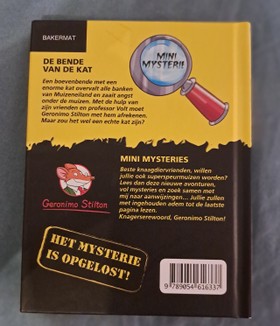 BAKERMAT
DE BENDE
VAN DE KAT
Een boevenbende met een
enorme kat overvalt alle banken
van Muizeneiland en zaait angst
onder de muizen. Met de hulp van
zijn vrienden en professor Volt moet
Geronimo Stilton met hem afrekenen.
Maar zou het wel een echte kat zijn?
MINI
MYSTERIE
MINI MYSTERIES
Beste knaagdiervrienden, willen
jullie ook superspeurmuizen worden?
Lees dan deze nieuwe avonturen,
vol mysteries en zoek samen met
mij naar aanwijzingen... Jullie zullen
met ingehouden adem tot de laatste
pagina lezen.
Knagerserewoord, Geronimo Stilton!
Geronimo Stilton
HET MYSTERIE
IS OPGELOST!
9 789054 616337